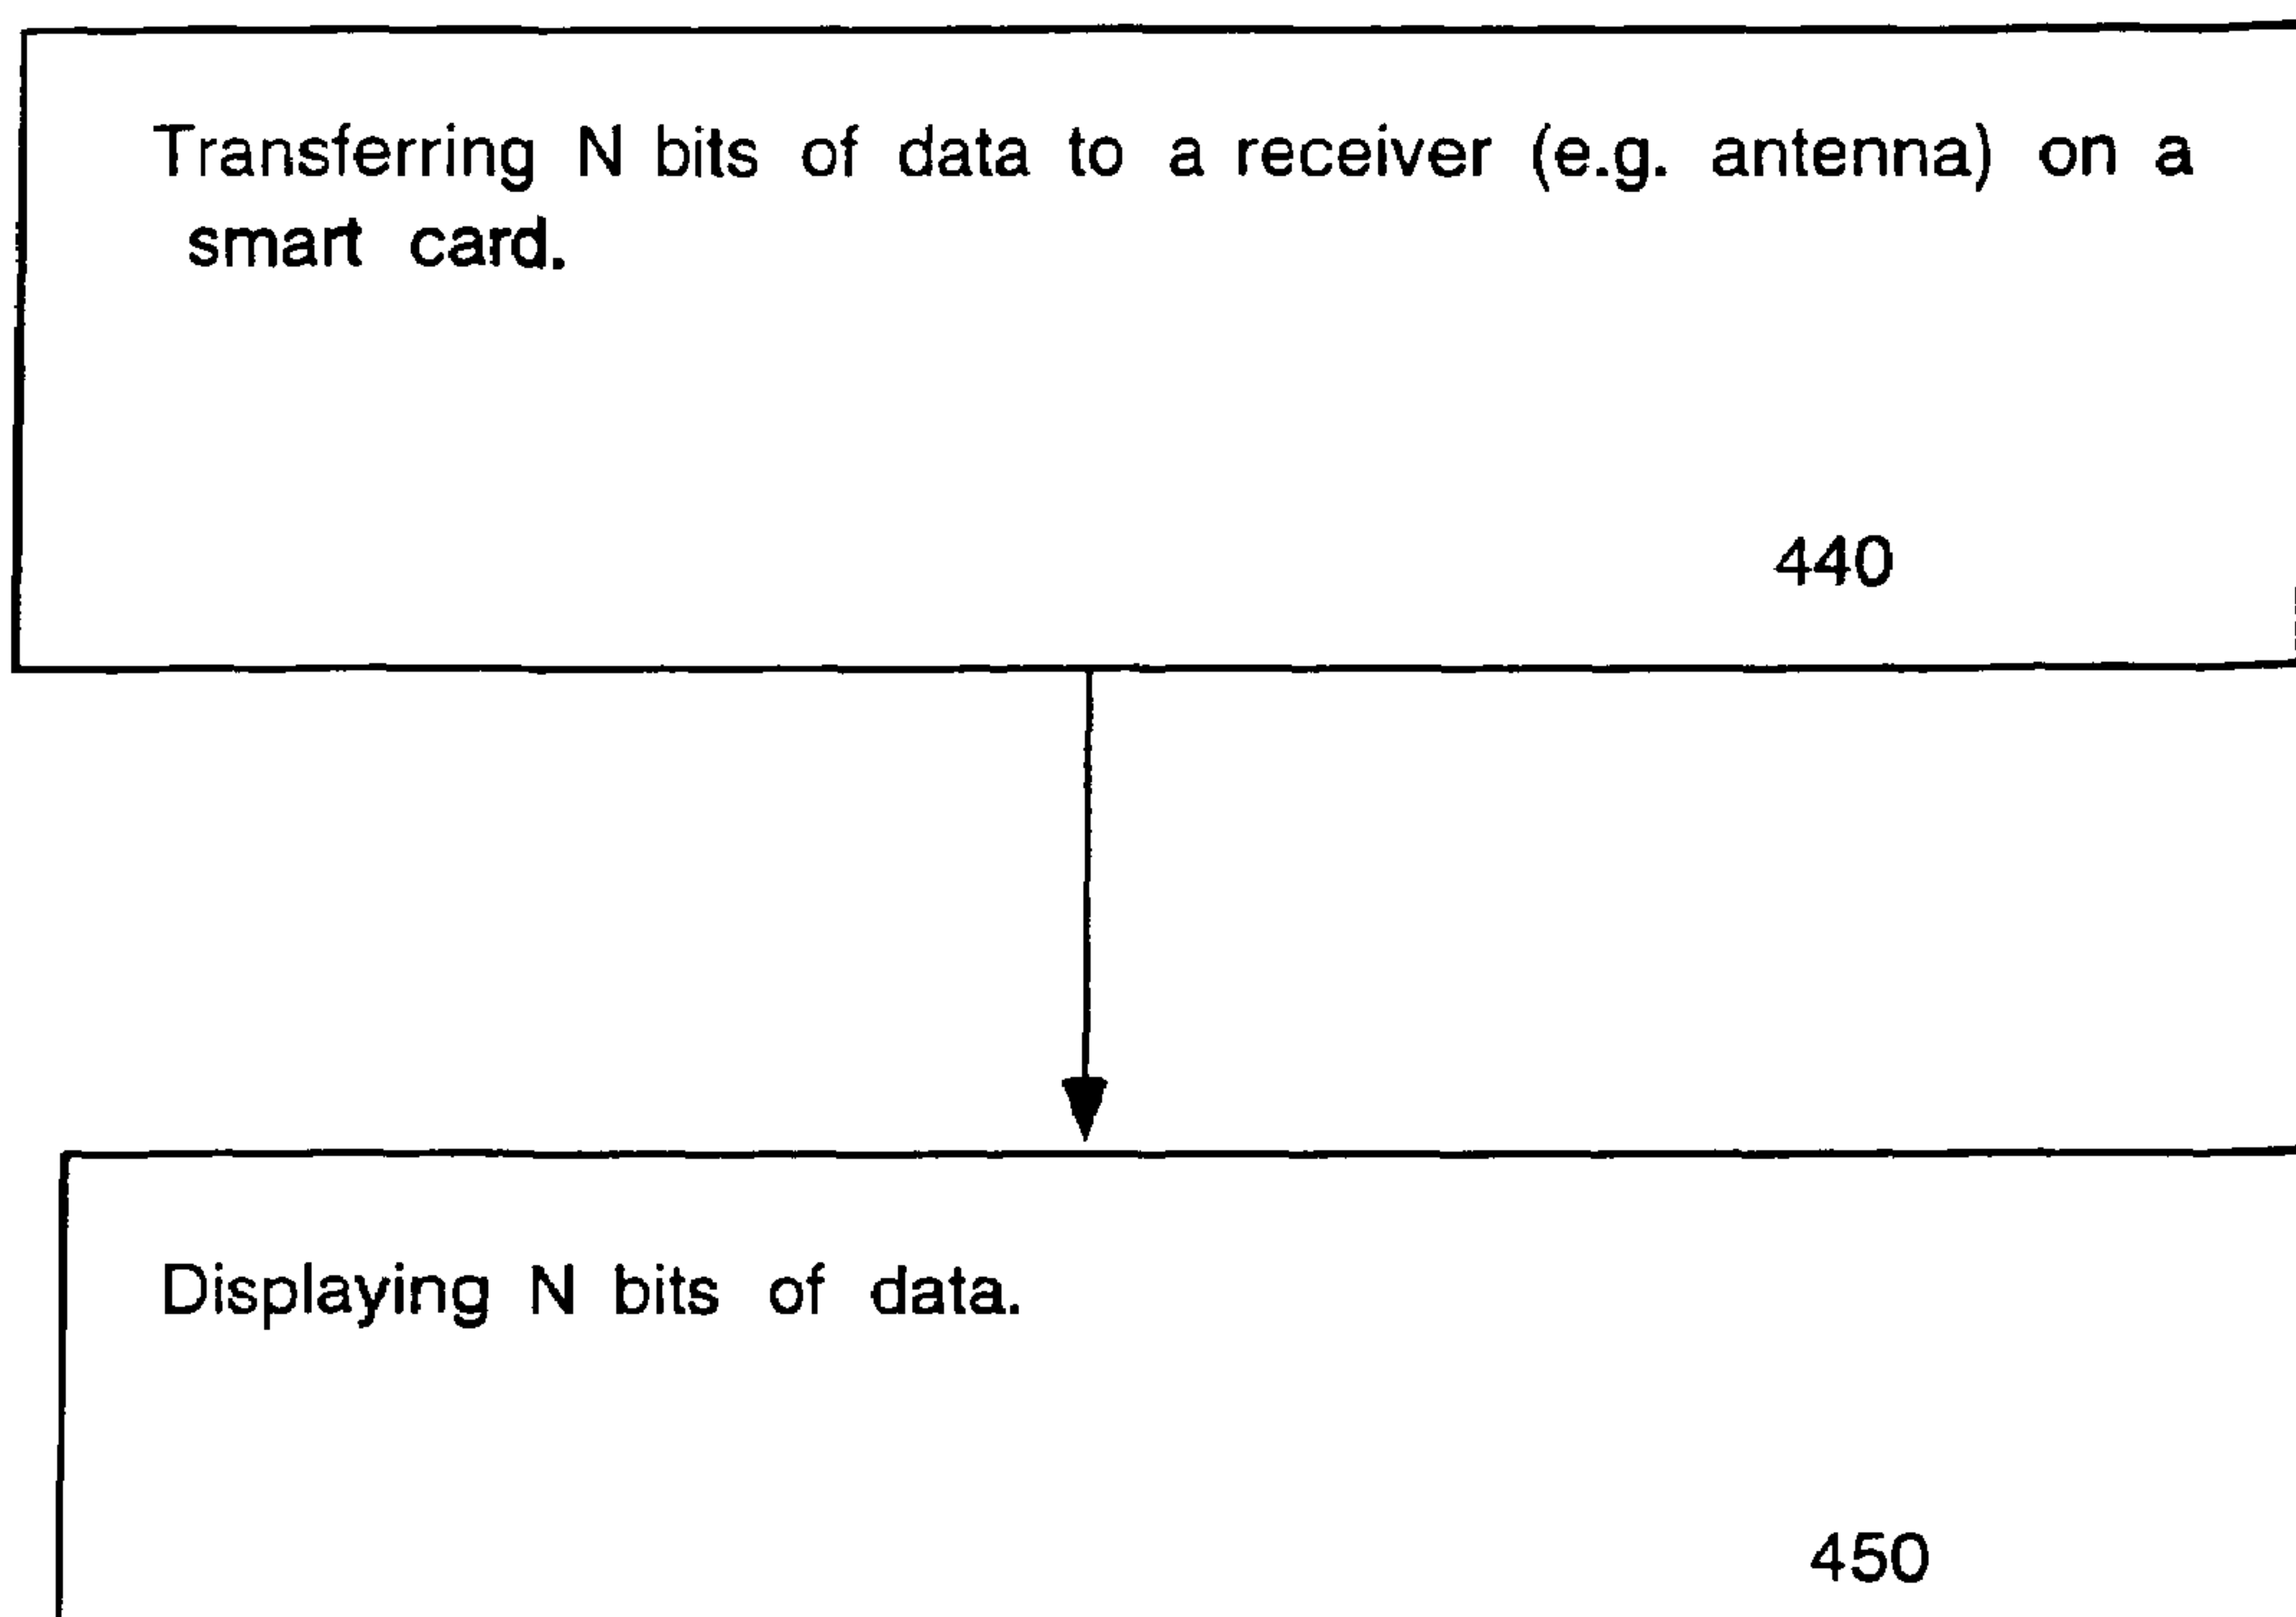 Transferring N bits of data to a receiver (e.g. antenna) on a
smart card.
440
Displaying N bits of data.
450